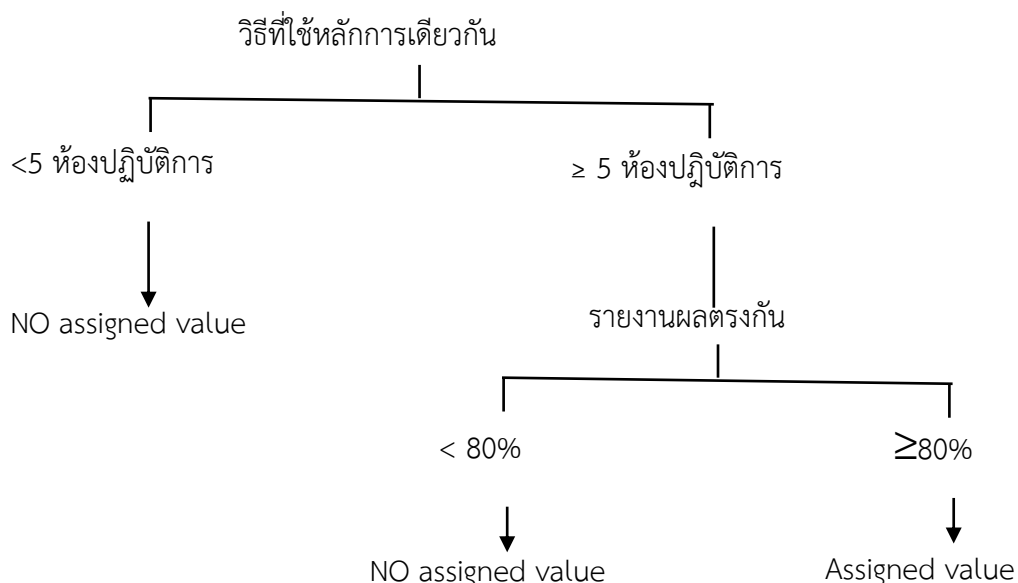 วิธีที่ใช้หลักการเดียวกัน
<5 ห้องปฏิบัติการ
≥ 5 ห้องปฎิบัติการ
NO assigned value
รายงานผลตรงกัน
< 80%
≥80%
NO assigned value
Assigned value